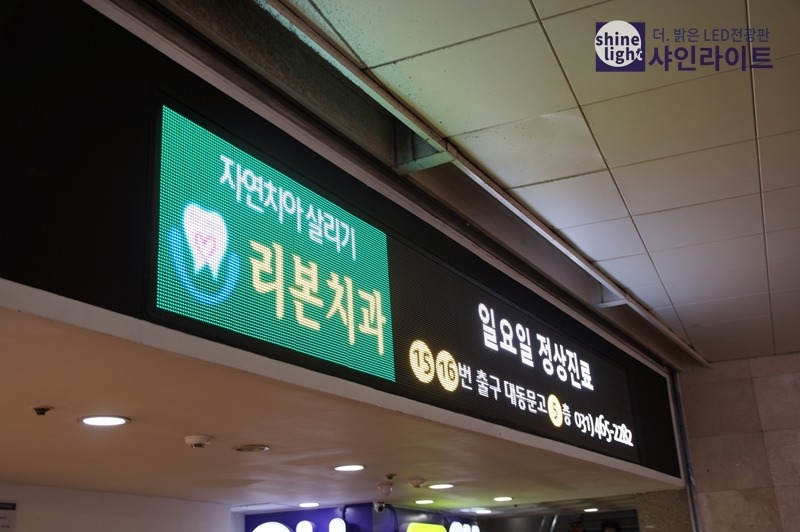 shine light
더. 밝은 LED전광판
샤인라이트
자연치아 살리기
리본치과
일요일 정상진료
15 16번 출구 대동문고 5층 031)465-2282